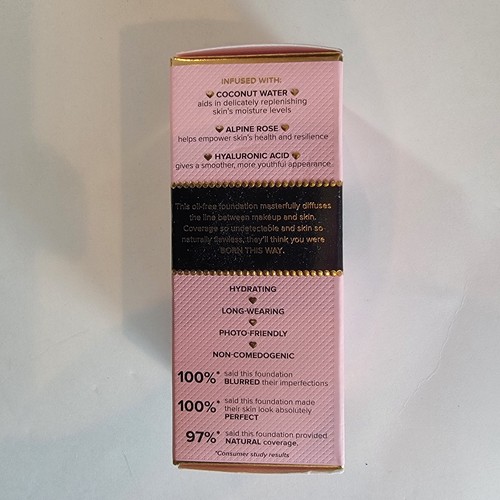 INFUSED WITH:
COCONUT WATER
aids in delicately replenishing
skin's moisture levels
ALPINE ROSE
helps empower skin's health and resilience
HYALURONIC ACID
gives a smoother, more youthful appearance
This oil-free foundation masterfully diffuses
the line between makeup and skin.
Coverage so undetectable and skin so
naturally flawless, they'll think you were
BORN THIS WAY.
HYDRATING
LONG-WEARING
PHOTO-FRIENDLY
NON-COMEDOGENIC
100%* said this foundation
BLURRED their imperfections
100%* said this foundation made
their skin look absolutely
PERFECT
97%* said this foundation provided
NATURAL coverage.
*Consumer study results